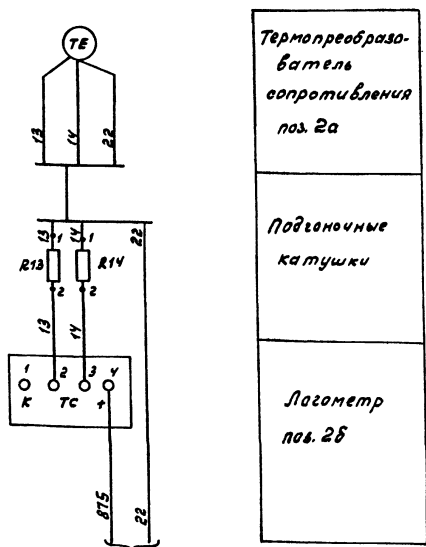 TE
13
14
22
13
1
14
1
22
R13
R14
2
2
13
14
1
2
3
4
К
ТС
+
875
22
Термопреобразо-
ватель
сопротивления
поз. 2а
Подгоночные
катушки
Логометр
поз. 2б